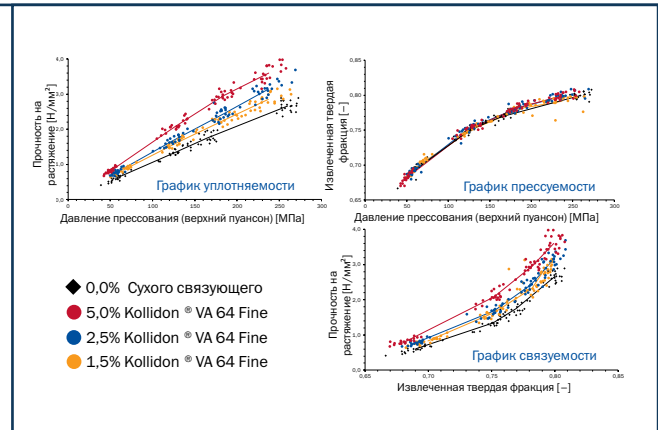 Прочность на
растяжение [Н/мм²]
4,0
3,0
2,0
1,0
0,0
0
50
100
150
200
250
300
График уплотняемости
Давление прессования (верхний пуансон) [МПа]
Извлеченная твердая
фракция [–]
0,85
0,80
0,75
0,70
0,65
0
50
100
150
200
250
300
График прессуемости
Давление прессования (верхний пуансон) [МПа]
0,0% Сухого связующего
5,0% Kollidon ® VA 64 Fine
2,5% Kollidon ® VA 64 Fine
1,5% Kollidon ® VA 64 Fine
Прочность на
растяжение [Н/мм²]
4,0
3,0
2,0
1,0
0,0
0,65
0,70
0,75
0,80
0,85
График связуемости
Извлеченная твердая фракция [–]